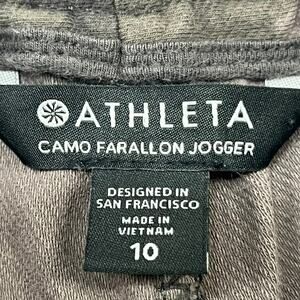 ATHLETA
CAMO FARALLON JOGGER
DESIGNED IN
SAN FRANCISCO
MADE IN
VIETNAM
10